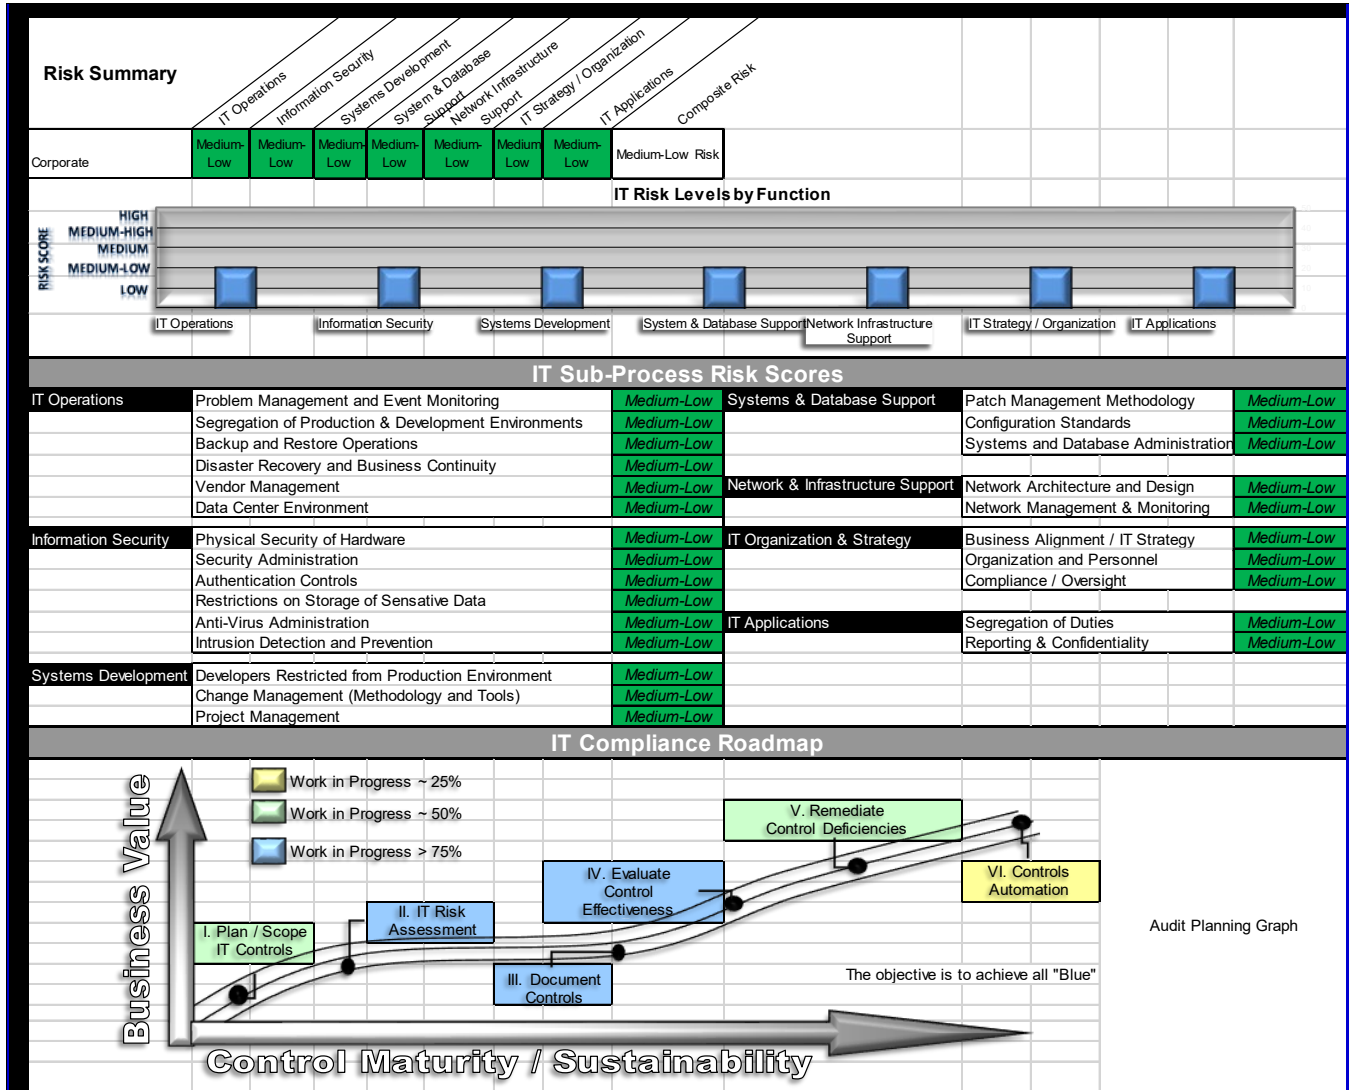 Risk Summary
IT Operations
Information Security
Systems Development
System & Database
Support
Network Infrastructure
Support
IT Strategy / Organization
IT Applications
Composite Risk
Corporate
Medium-
Low
Medium-
Low
Medium-
Low
Medium-
Low
Medium-
Low
Medium
Low
Medium-
Low
Medium-Low Risk
IT Risk Levels by Function
RISK SCORE
HIGH
MEDIUM-HIGH
MEDIUM
MEDIUM-LOW
LOW
IT Operations
Information Security
Systems Development
System & Database Support
Network Infrastructure
Support
IT Strategy / Organization
IT Applications
IT Sub-Process Risk Scores
IT Operations
Problem Management and Event Monitoring Medium-Low
Segregation of Production & Development Environments Medium-Low
Backup and Restore Operations Medium-Low
Disaster Recovery and Business Continuity Medium-Low
Vendor Management Medium-Low
Data Center Environment Medium-Low
Information Security
Physical Security of Hardware Medium-Low
Security Administration Medium-Low
Authentication Controls Medium-Low
Restrictions on Storage of Sensative Data Medium-Low
Anti-Virus Administration Medium-Low
Intrusion Detection and Prevention Medium-Low
Systems Development
Developers Restricted from Production Environment Medium-Low
Change Management (Methodology and Tools) Medium-Low
Project Management Medium-Low
Systems & Database Support
Patch Management Methodology Medium-Low
Configuration Standards Medium-Low
Systems and Database Administration Medium-Low
Network & Infrastructure Support
Network Architecture and Design Medium-Low
Network Management & Monitoring Medium-Low
IT Organization & Strategy
Business Alignment / IT Strategy Medium-Low
Organization and Personnel Medium-Low
Compliance / Oversight Medium-Low
IT Applications
Segregation of Duties Medium-Low
Reporting & Confidentiality Medium-Low
IT Compliance Roadmap
Business Value
Work in Progress ~ 25%
Work in Progress ~ 50%
Work in Progress > 75%
I. Plan / Scope
IT Controls
II. IT Risk
Assessment
III. Document
Controls
IV. Evaluate
Control
Effectiveness
V. Remediate
Control Deficiencies
VI. Controls
Automation
Audit Planning Graph
The objective is to achieve all "Blue"
Control Maturity / Sustainability